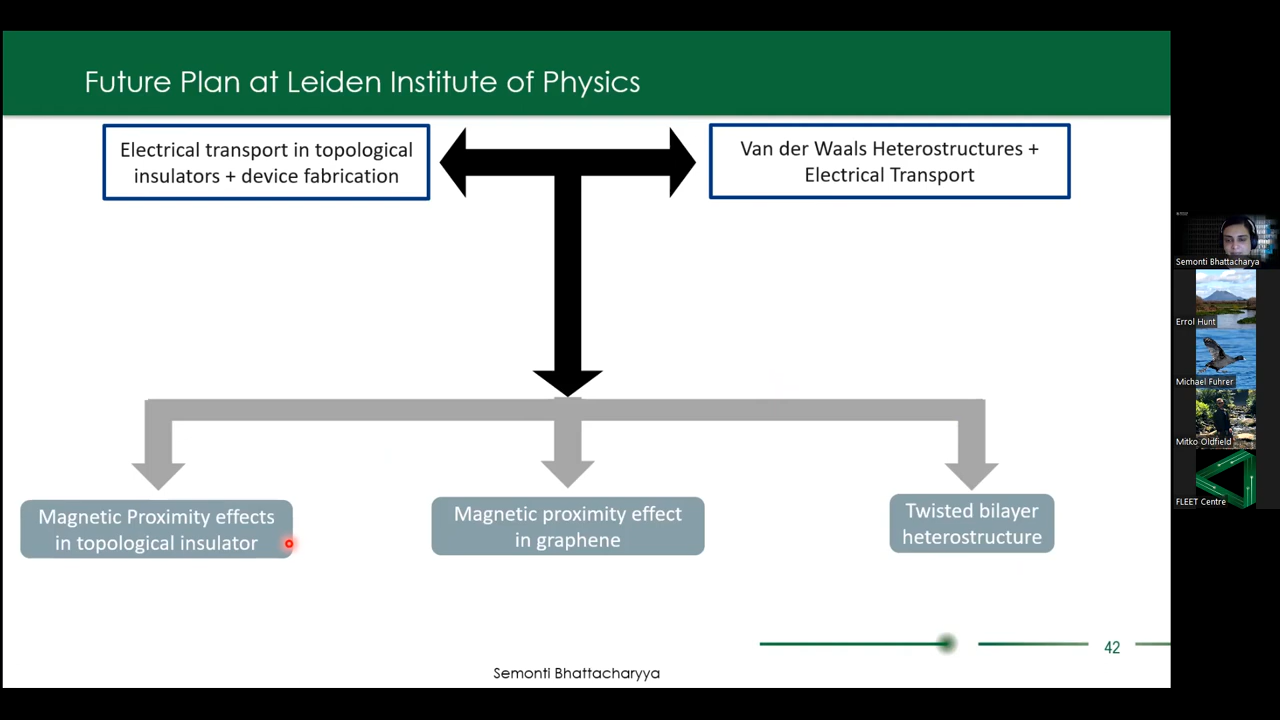 Future Plan at Leiden Institute of Physics
Electrical transport in topological
insulators + device fabrication
Van der Waals Heterostructures +
Electrical Transport
Magnetic Proximity effects
in topological insulator
Magnetic proximity effect
in graphene
Twisted bilayer
heterostructure
42
Semonti Bhattacharyya
Semonti Bhattacharya
Errol Hunt
Michael Fuhrer
Mitko Oldfield
FLEET Centre